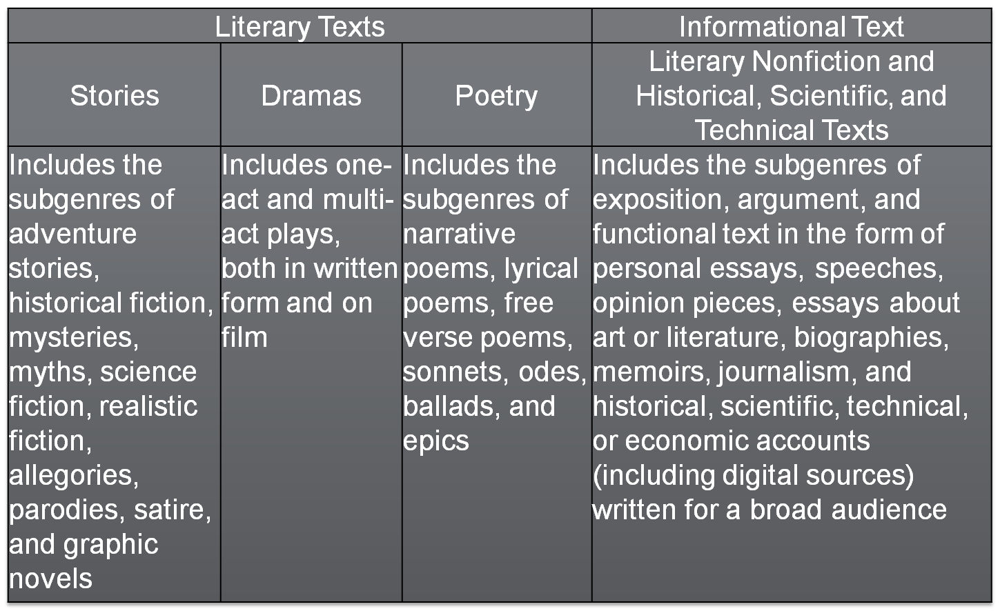 Literary Texts
Informational Text
Stories
Dramas
Poetry
Literary Nonfiction and
Historical, Scientific, and
Technical Texts
Includes the
subgenres of
adventure
stories,
historical fiction,
mysteries,
myths, science
fiction, realistic
fiction,
allegories,
parodies, satire,
and graphic
novels
Includes one-
act and multi-
act plays,
both in written
form and on
film
Includes the
subgenres of
narrative
poems, lyrical
poems, free
verse poems,
sonnets, odes,
ballads, and
epics
Includes the subgenres of
exposition, argument, and
functional text in the form of
personal essays, speeches,
opinion pieces, essays about
art or literature, biographies,
memoirs, journalism, and
historical, scientific, technical,
or economic accounts
(including digital sources)
written for a broad audience